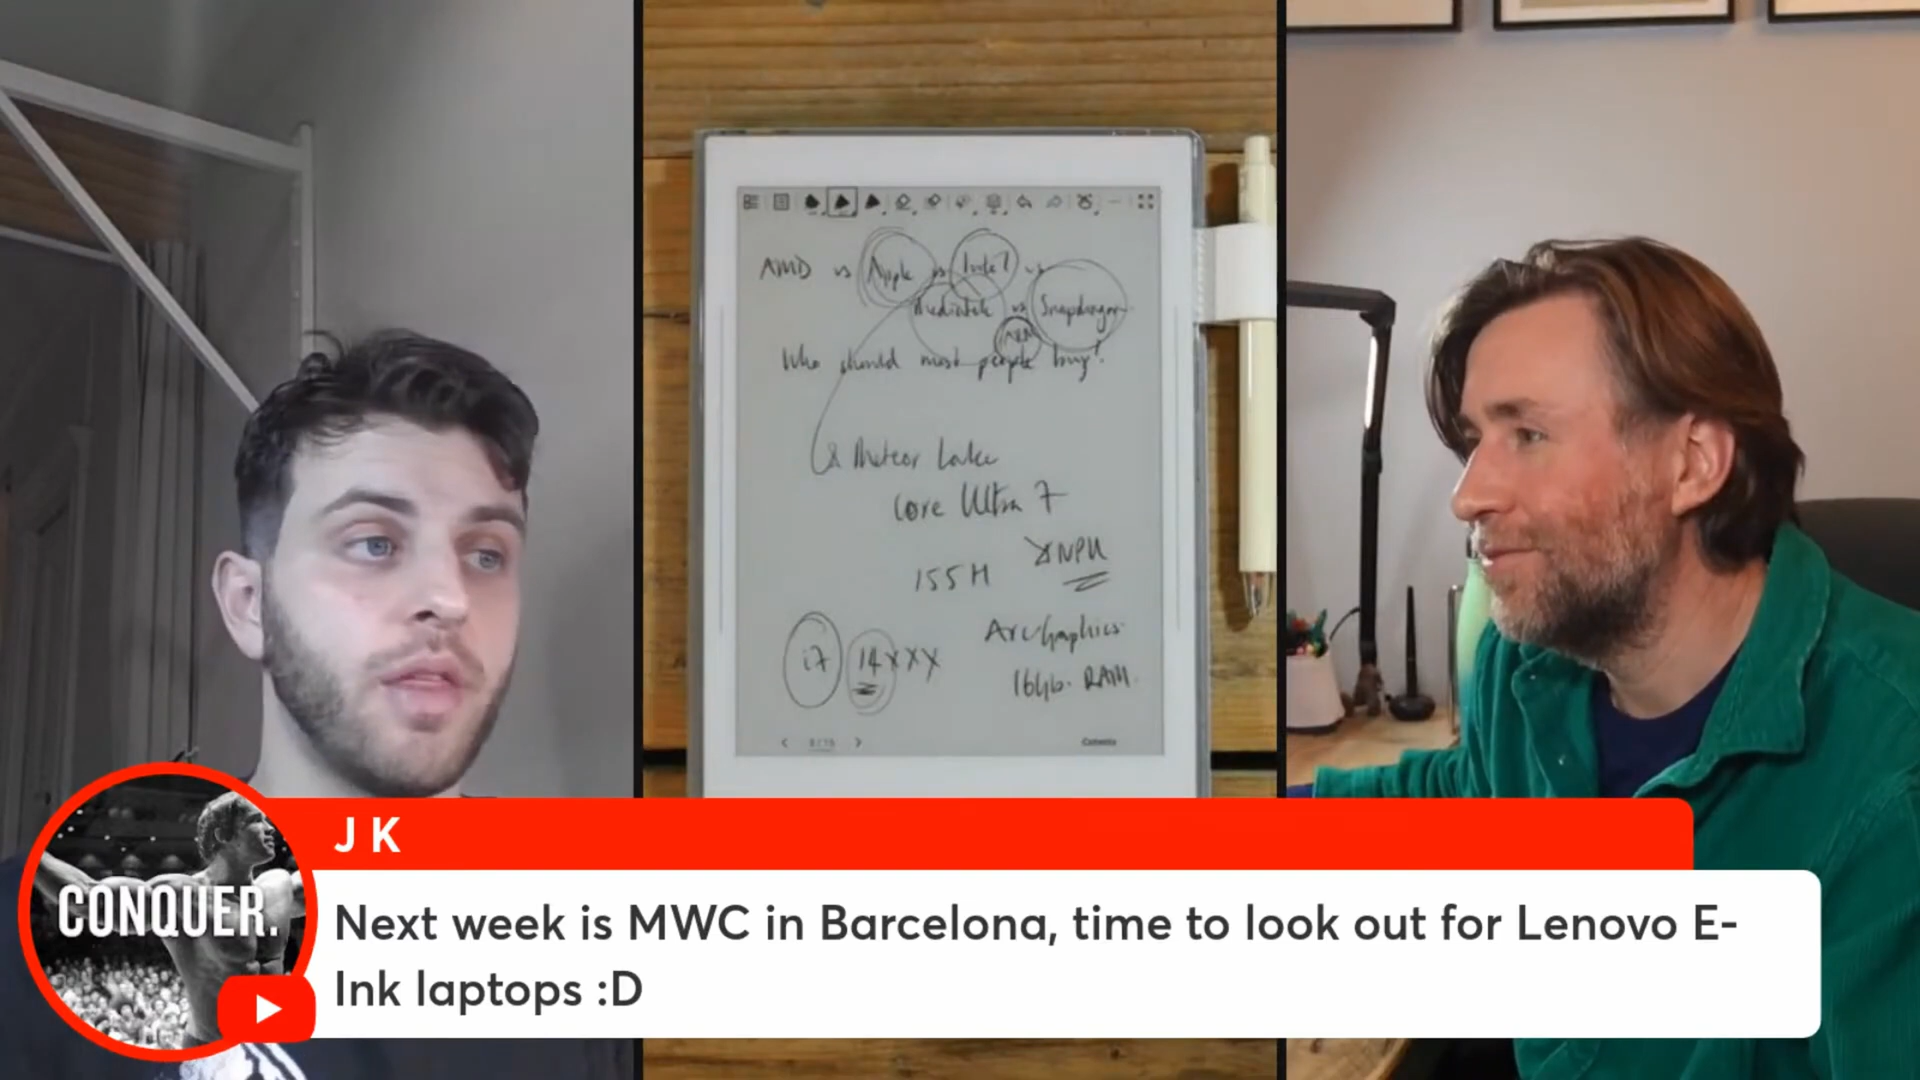 AMD vs Apple vs Intel vs
Mediatek vs Snapdragon
ARM
Who should most people buy?
Meteor Lake
Core Ultra 7
NPU
155H
i7 14XXX
Arc Graphics
16Gb. RAM.
J K
CONQUER.
Next week is MWC in Barcelona, time to look out for Lenovo E-
Ink laptops :D